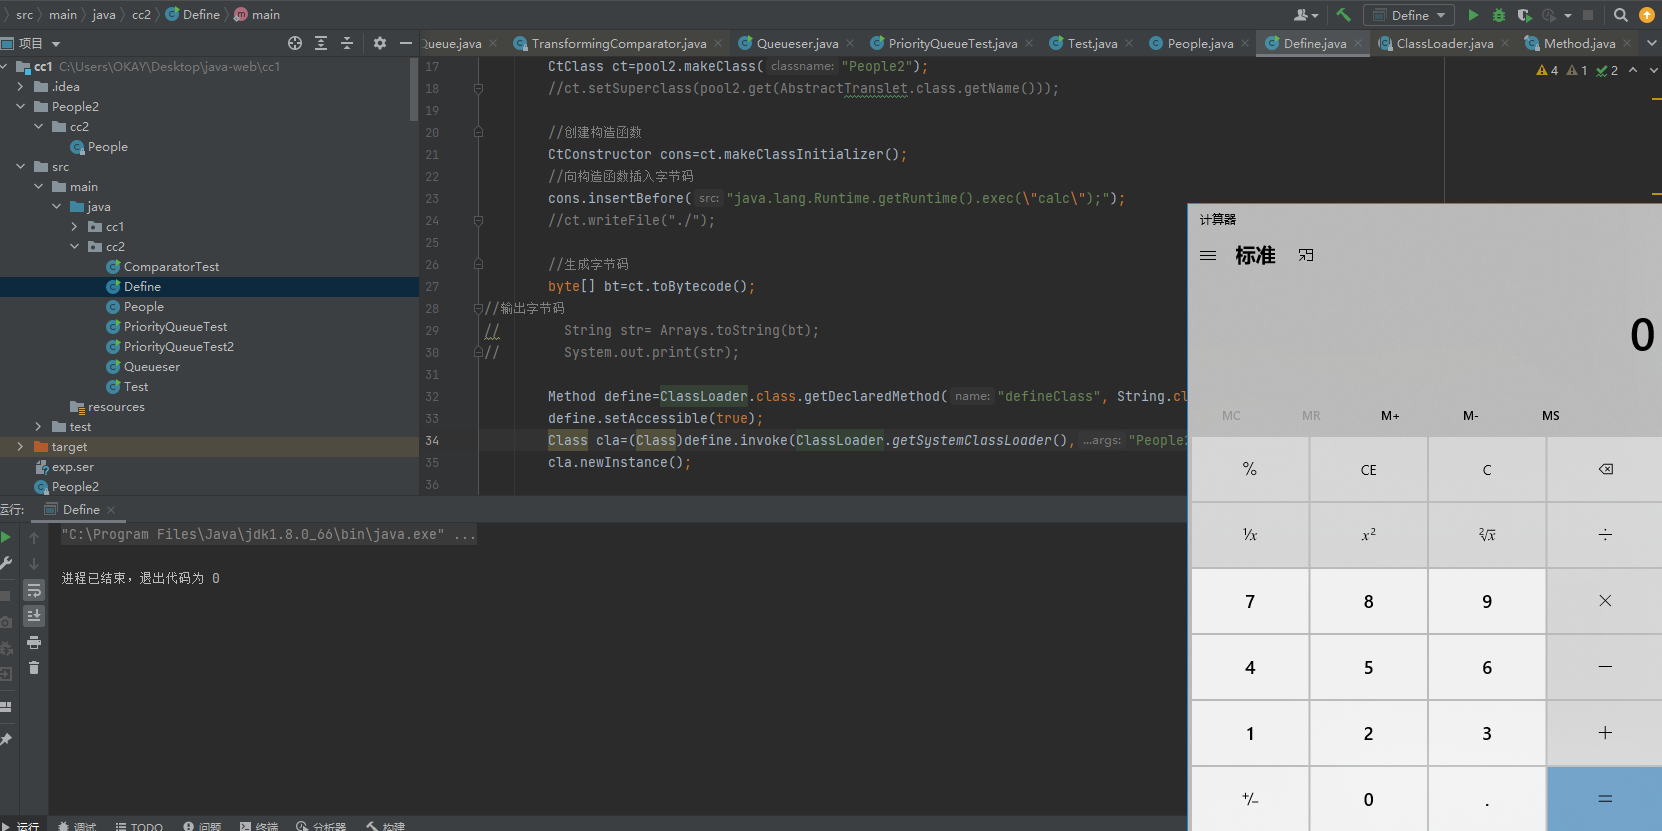 src main java cc2 Define main
Define
项目
Queue.java TransformingComparator.java Queueser.java PriorityQueueTest.java Test.java People.java Define.java ClassLoader.java Method.java
cc1 C:\Users\OKAY\Desktop\java-web\cc1
.idea
People2
cc2
People
src
main
java
cc1
cc2
ComparatorTest
Define
People
PriorityQueueTest
PriorityQueueTest2
Queueser
Test
resources
test
target
exp.ser
People2
4 1 2
17 CtClass ct=pool2.makeClass( classname: "People2");
18 //ct.setSuperclass(pool2.get(AbstractTranslet.class.getName()));
19
20 //创建构造函数
21 CtConstructor cons=ct.makeClassInitializer();
22 //向构造函数插入字节码
23 cons.insertBefore( src: "java.lang.Runtime.getRuntime().exec(\"calc\");");
24 //ct.writeFile("./");
25
26 //生成字节码
27 byte[] bt=ct.toBytecode();
28 //输出字节码
29 // String str= Arrays.toString(bt);
30 // System.out.print(str);
31
32 Method define=ClassLoader.class.getDeclaredMethod( name: "defineClass", String.cl
33 define.setAccessible(true);
34 Class cla=(Class)define.invoke(ClassLoader.getSystemClassLoader(), ...args: "People2
35 cla.newInstance();
36
运行: Define
"C:\Program Files\Java\jdk1.8.0_66\bin\java.exe" ...
进程已结束，退出代码为 0
运行 调试 TODO 问题 终端 分析器 构建
计算器
标准
0
MC MR M+ M- MS
% CE C
¹⁄x x² ²√x ÷
7 8 9 ×
4 5 6 −
1 2 3 +
+/− 0 . =